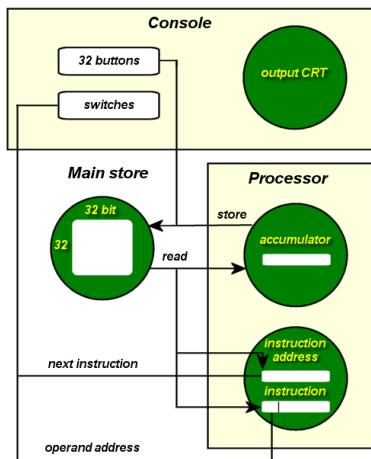 Console
32 buttons
output CRT
switches
Main store
Processor
32 bit
store
32
accumulator
read
instruction
address
next instruction
instruction
operand address